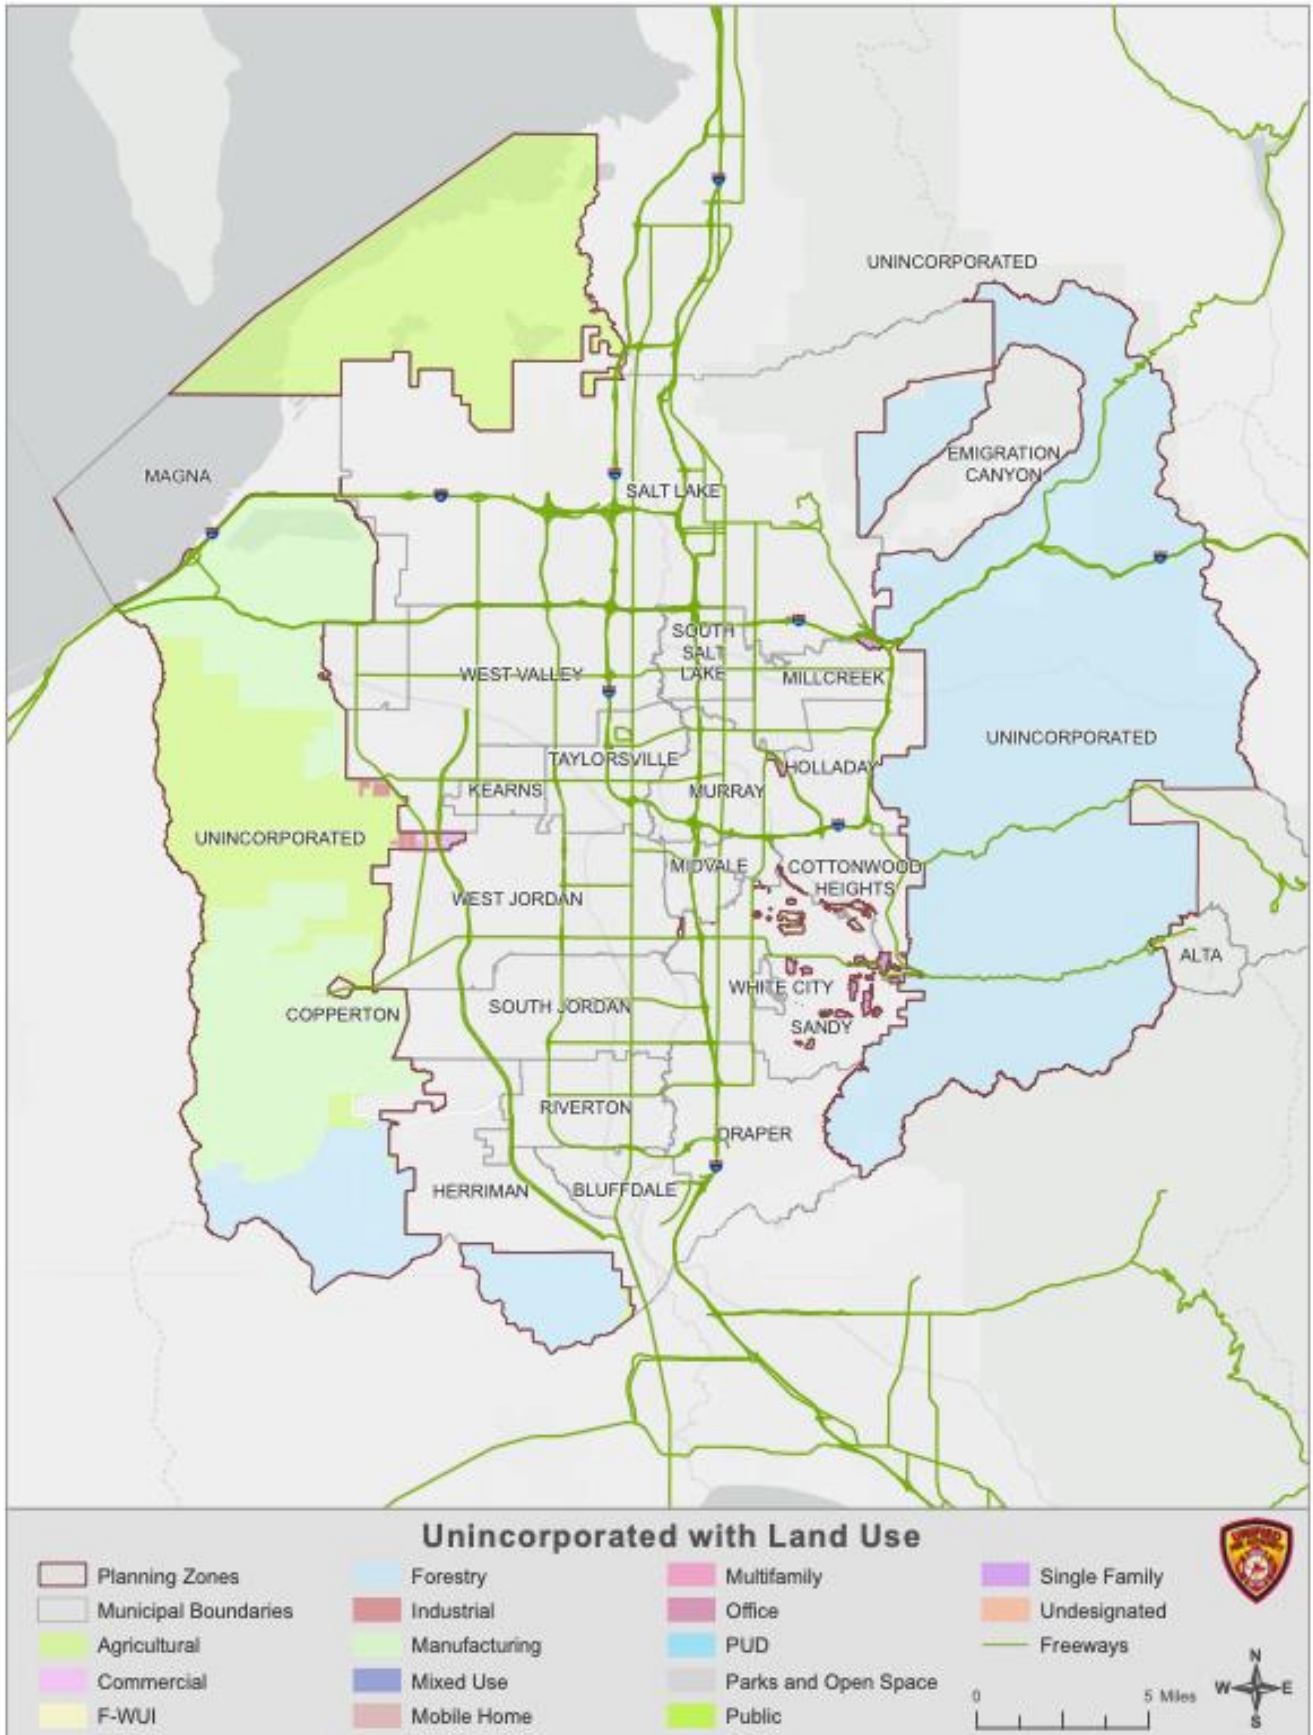 UNINCORPORATED
EMIGRATION
CANYON
MAGNA
SALT LAKE
SOUTH
SALT
LAKE
WEST VALLEY
MILLCREEK
UNINCORPORATED
TAYLORSVILLE
HOLLADAY
KEARNS
MURRAY
UNINCORPORATED
MIDVALE
COTTONWOOD
HEIGHTS
WEST JORDAN
ALTA
WHITE CITY
SOUTH JORDAN
COPPERTON
SANDY
RIVERTON
DRAPER
HERRIMAN
BLUFFDALE
Unincorporated with Land Use
Planning Zones
Municipal Boundaries
Agricultural
Commercial
F-WUI
Forestry
Industrial
Manufacturing
Mixed Use
Mobile Home
Multifamily
Office
PUD
Parks and Open Space
Public
Single Family
Undesignated
Freeways
0 5 Miles
N
W E
S